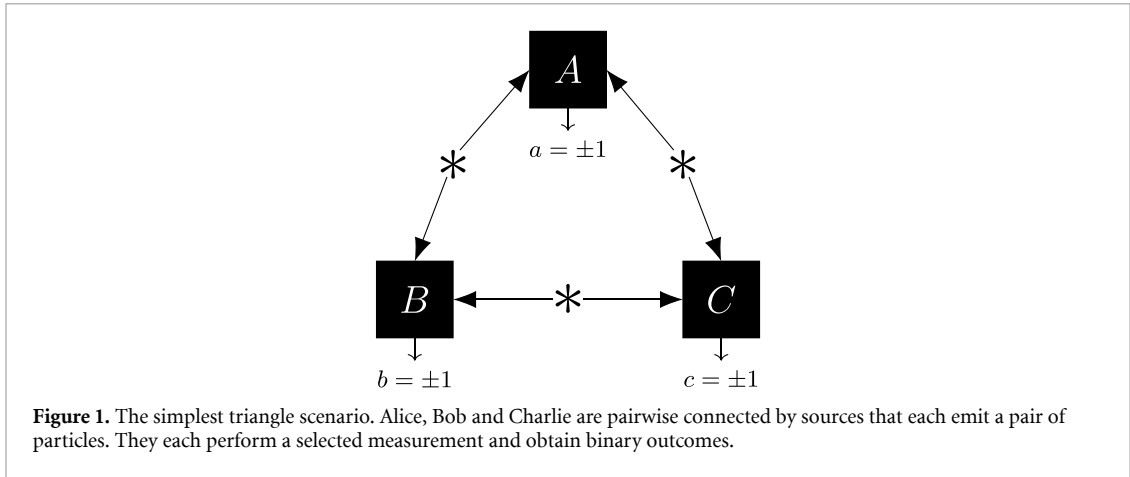 A
a = ±1
B
C
b = ±1
c = ±1
Figure 1. The simplest triangle scenario. Alice, Bob and Charlie are pairwise connected by sources that each emit a pair of
particles. They each perform a selected measurement and obtain binary outcomes.